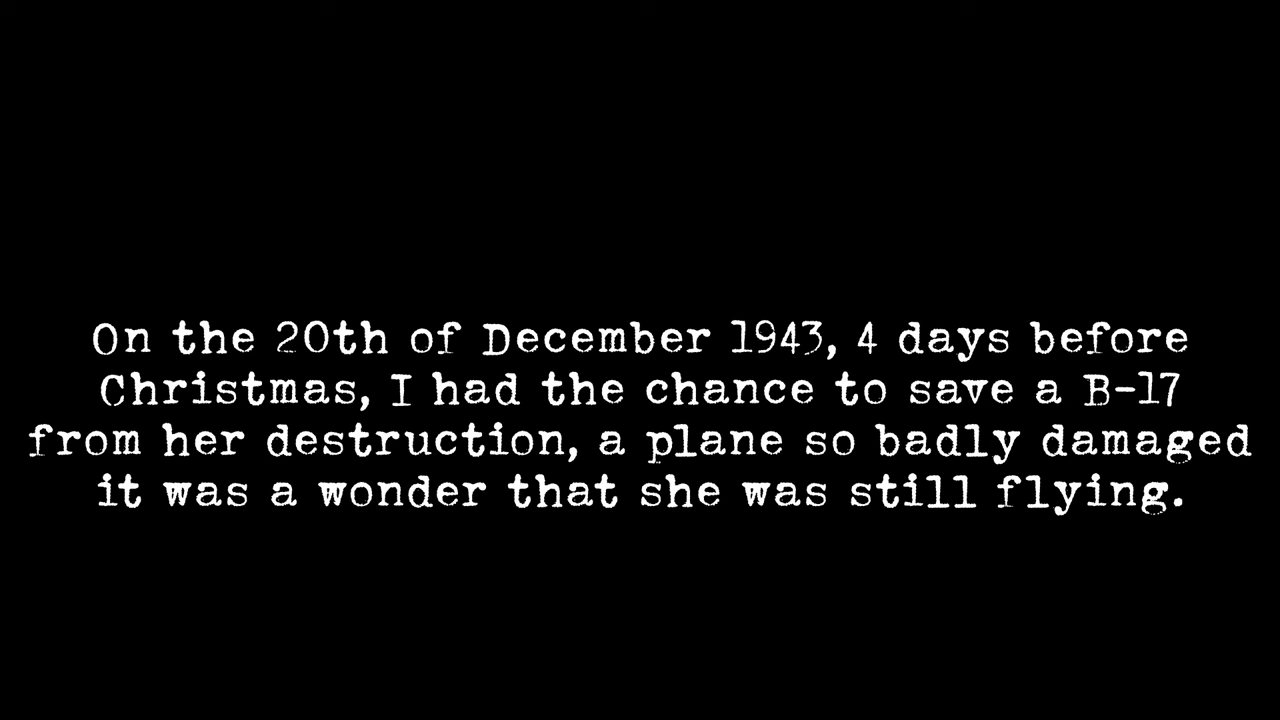 On the 20th of December 1943, 4 days before
Christmas, I had the chance to save a B-17
from her destruction, a plane so badly damaged
it was a wonder that she was still flying.